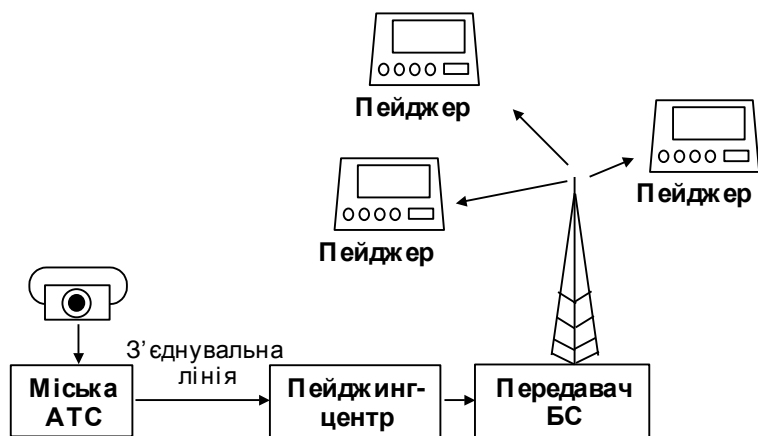 Пейджер
Пейджер
Пейджер
З’єднувальна
лінія
Міська
АТС
Пейджинг-
центр
Передавач
БС